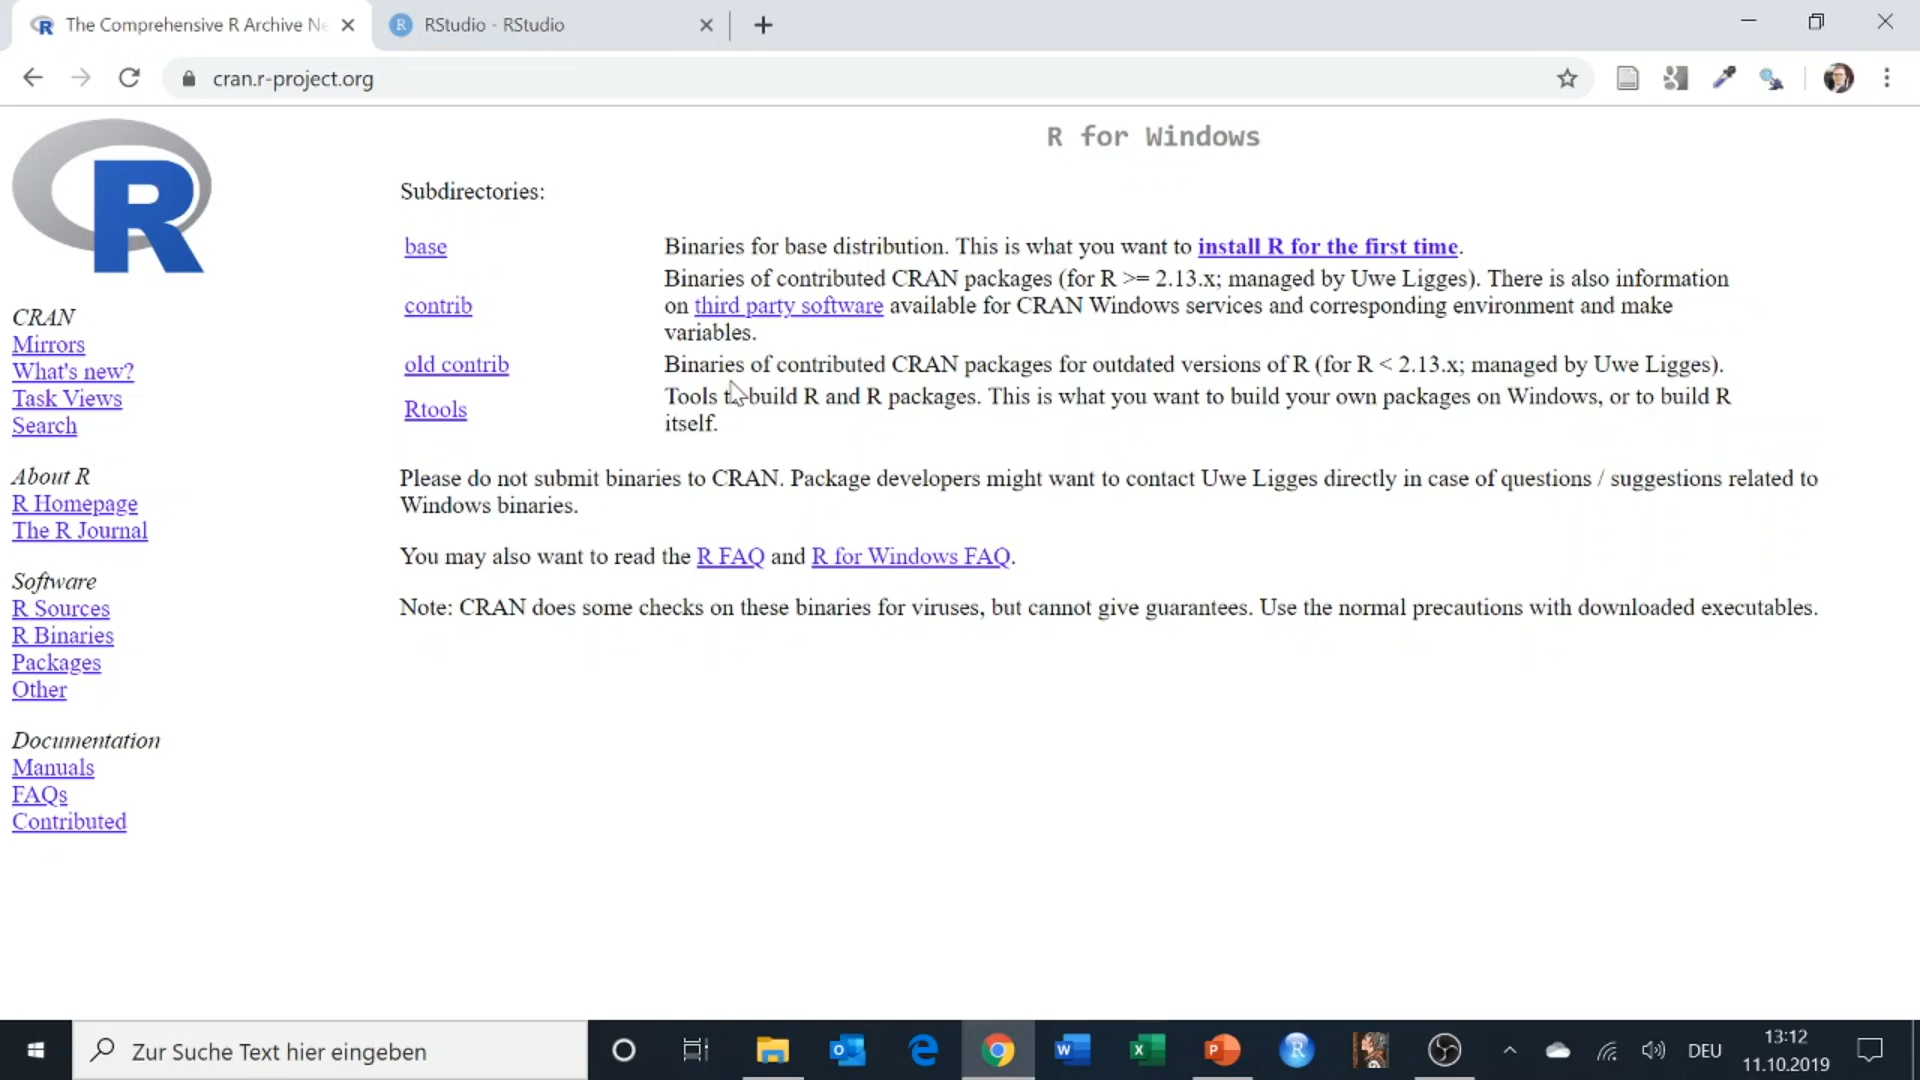 The Comprehensive R Archive Ne
RStudio - RStudio
cran.r-project.org
R for Windows
Subdirectories:
base
Binaries for base distribution. This is what you want to install R for the first time.
contrib
Binaries of contributed CRAN packages (for R >= 2.13.x; managed by Uwe Ligges). There is also information
on third party software available for CRAN Windows services and corresponding environment and make
variables.
old contrib
Binaries of contributed CRAN packages for outdated versions of R (for R < 2.13.x; managed by Uwe Ligges).
Rtools
Tools to build R and R packages. This is what you want to build your own packages on Windows, or to build R
itself.
Please do not submit binaries to CRAN. Package developers might want to contact Uwe Ligges directly in case of questions / suggestions related to
Windows binaries.
You may also want to read the R FAQ and R for Windows FAQ.
Note: CRAN does some checks on these binaries for viruses, but cannot give guarantees. Use the normal precautions with downloaded executables.
R
CRAN
Mirrors
What's new?
Task Views
Search
About R
R Homepage
The R Journal
Software
R Sources
R Binaries
Packages
Other
Documentation
Manuals
FAQs
Contributed
Zur Suche Text hier eingeben
DEU
13:12
11.10.2019